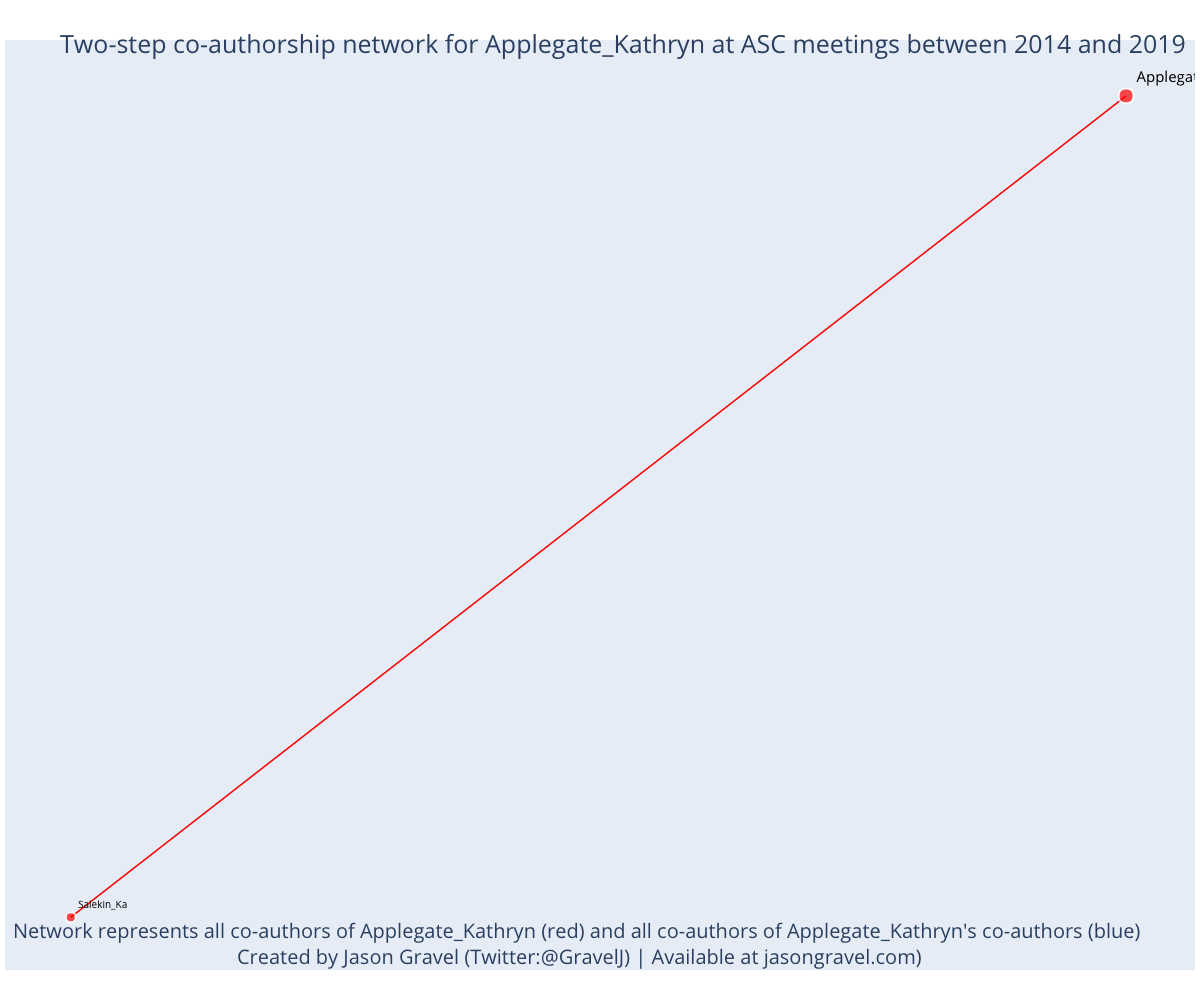 Two-step co-authorship network for Applegate_Kathryn at ASC meetings between 2014 and 2019
Applegat
Salekin_Ka
Network represents all co-authors of Applegate_Kathryn (red) and all co-authors of Applegate_Kathryn's co-authors (blue)
Created by Jason Gravel (Twitter:@GravelJ) | Available at jasongravel.com)